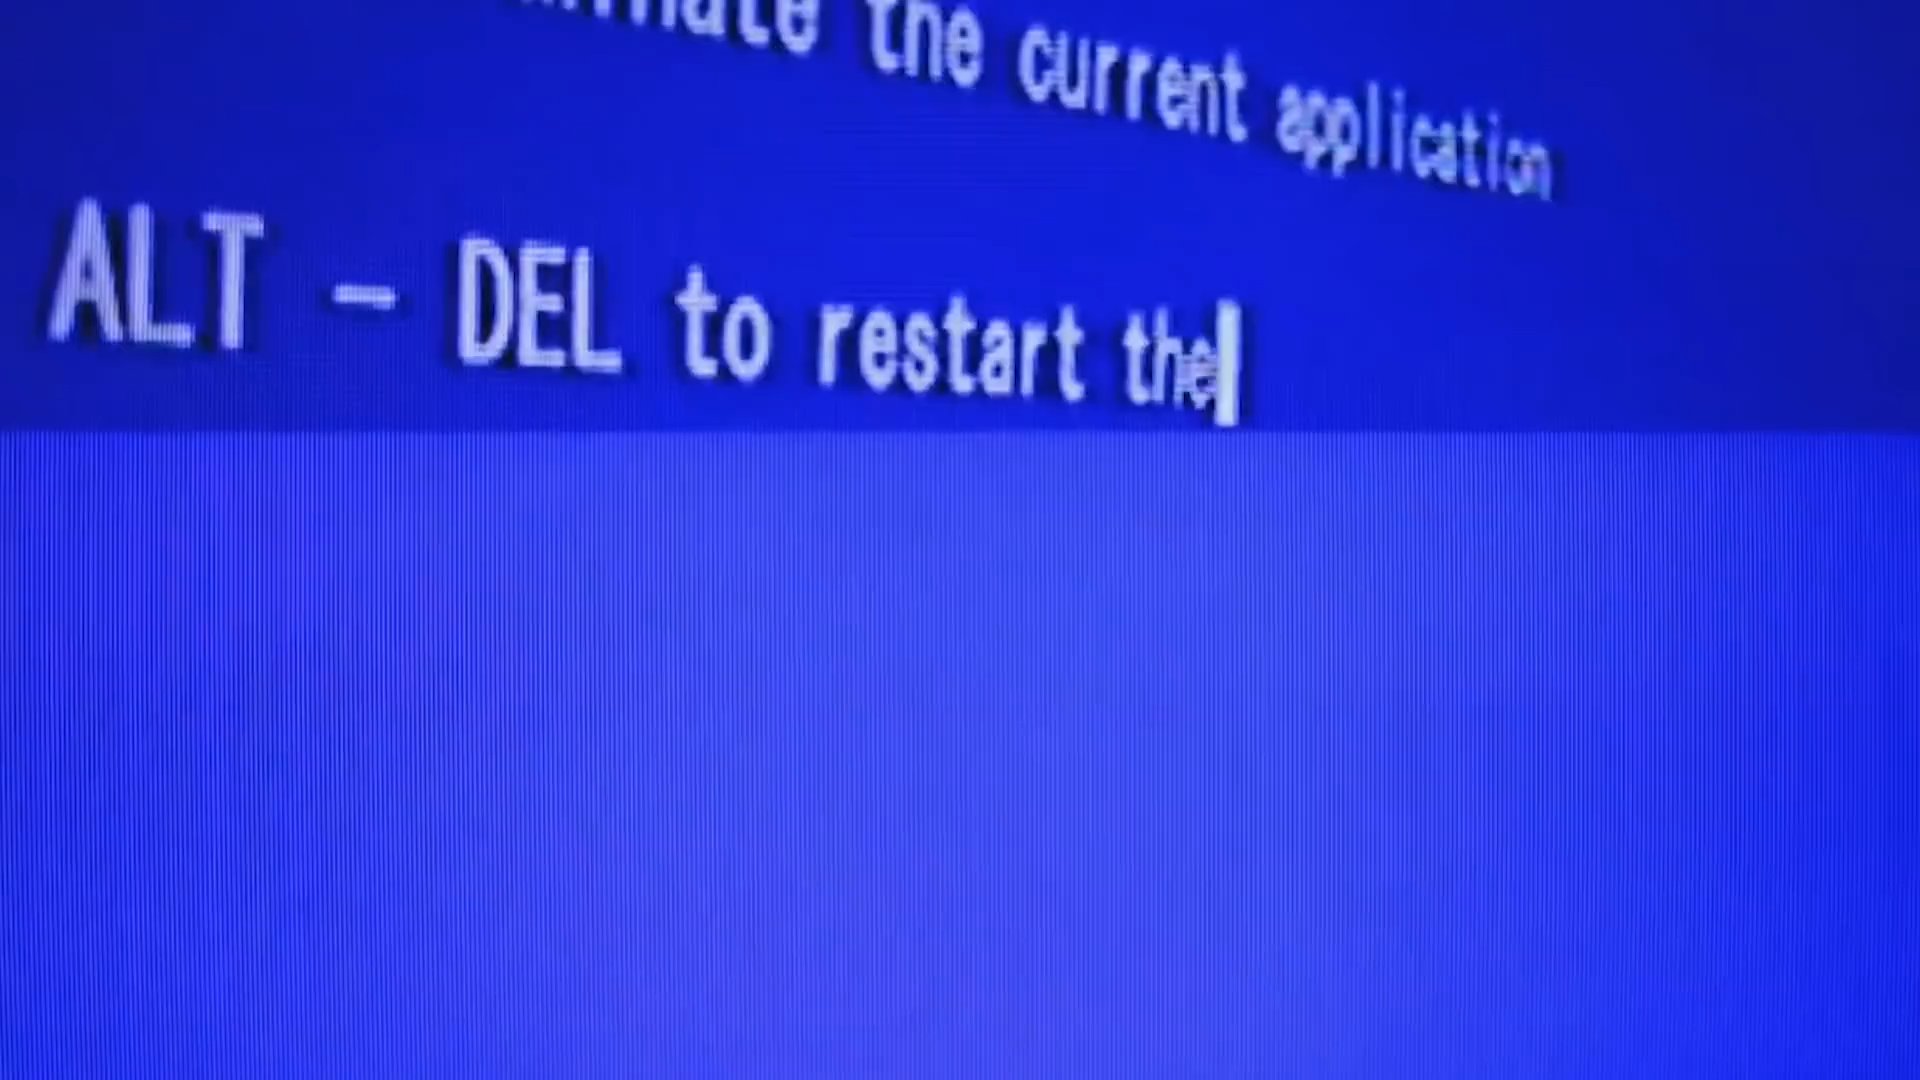 the current application
ALT - DEL to restart the